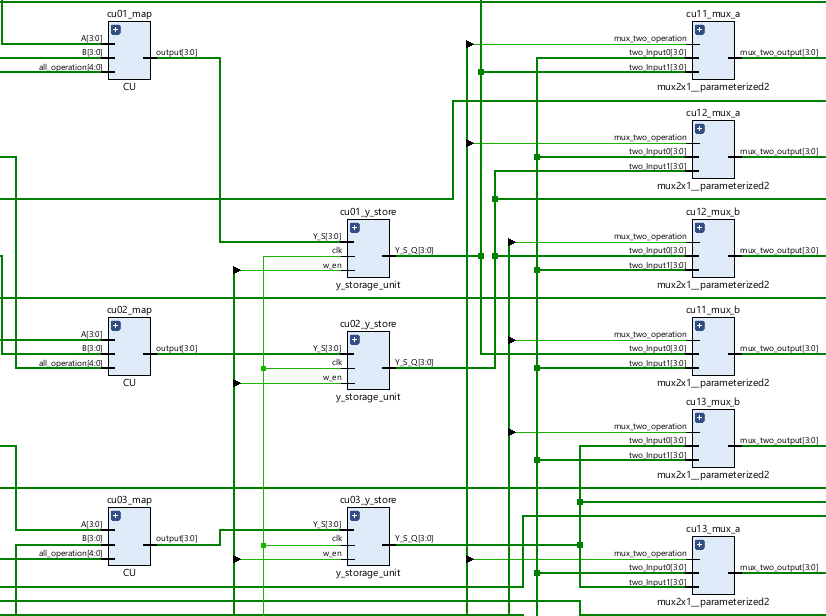 cu01_map
A[3:0]
B[3:0]
all_operation[4:0]
output[3:0]
CU
cu11_mux_a
mux_two_operation
two_Input0[3:0]
two_Input1[3:0]
mux_two_output[3:0]
mux2x1__parameterized2
cu12_mux_a
mux_two_operation
two_Input0[3:0]
two_Input1[3:0]
mux_two_output[3:0]
mux2x1__parameterized2
cu01_y_store
Y_S[3:0]
clk
w_en
Y_S_Q[3:0]
y_storage_unit
cu12_mux_b
mux_two_operation
two_Input0[3:0]
two_Input1[3:0]
mux_two_output[3:0]
mux2x1__parameterized2
cu02_map
A[3:0]
B[3:0]
all_operation[4:0]
output[3:0]
CU
cu02_y_store
Y_S[3:0]
clk
w_en
Y_S_Q[3:0]
y_storage_unit
cu11_mux_b
mux_two_operation
two_Input0[3:0]
two_Input1[3:0]
mux_two_output[3:0]
mux2x1__parameterized2
cu13_mux_b
mux_two_operation
two_Input0[3:0]
two_Input1[3:0]
mux_two_output[3:0]
mux2x1__parameterized2
cu03_map
A[3:0]
B[3:0]
all_operation[4:0]
output[3:0]
CU
cu03_y_store
Y_S[3:0]
clk
w_en
Y_S_Q[3:0]
y_storage_unit
cu13_mux_a
mux_two_operation
two_Input0[3:0]
two_Input1[3:0]
mux_two_output[3:0]
mux2x1__parameterized2